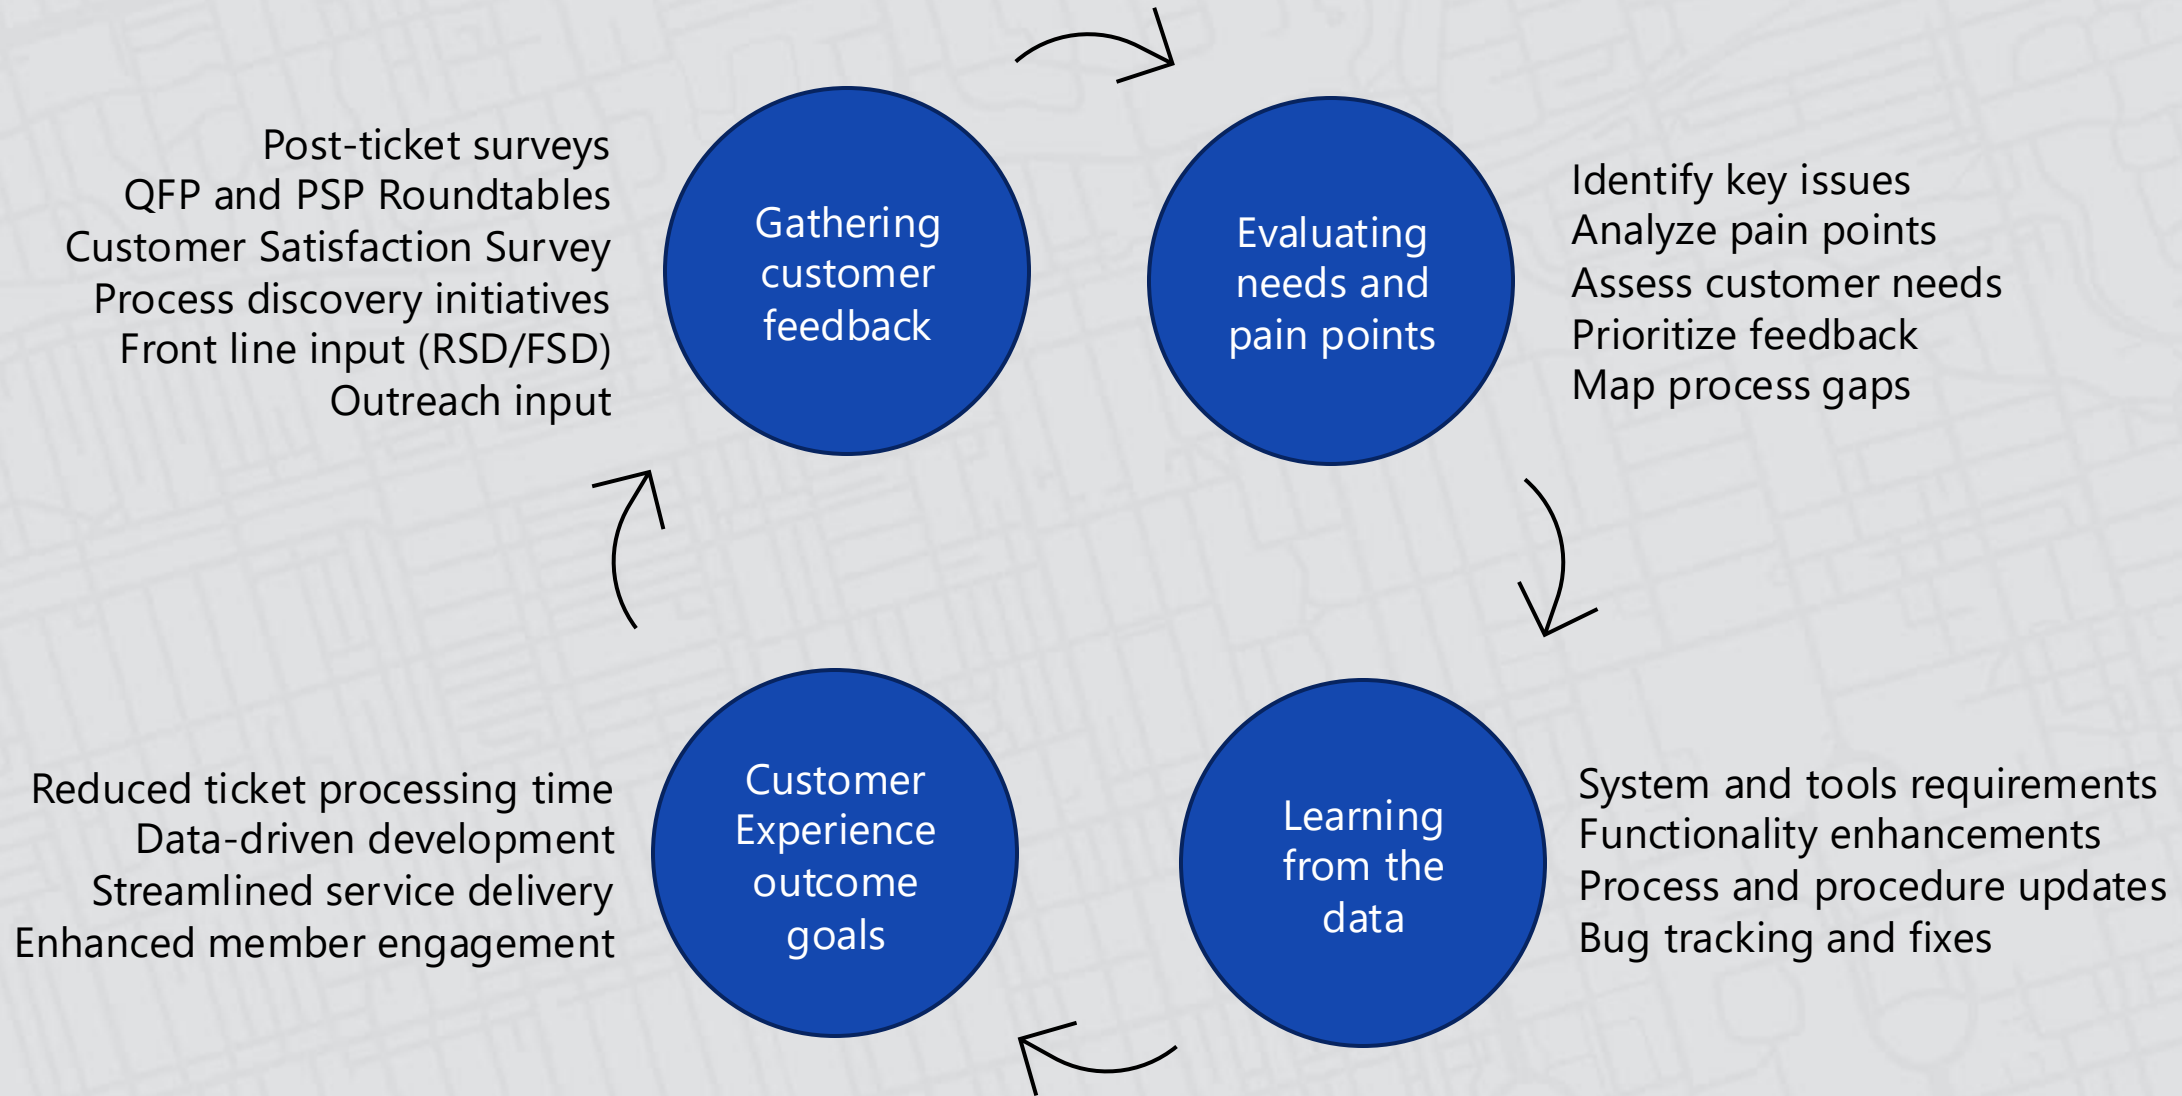 Post-ticket surveys
QFP and PSP Roundtables
Customer Satisfaction Survey
Process discovery initiatives
Front line input (RSD/FSD)
Outreach input
Gathering
customer
feedback
Evaluating
needs and
pain points
Identify key issues
Analyze pain points
Assess customer needs
Prioritize feedback
Map process gaps
Learning
from the
data
System and tools requirements
Functionality enhancements
Process and procedure updates
Bug tracking and fixes
Customer
Experience
outcome
goals
Reduced ticket processing time
Data-driven development
Streamlined service delivery
Enhanced member engagement